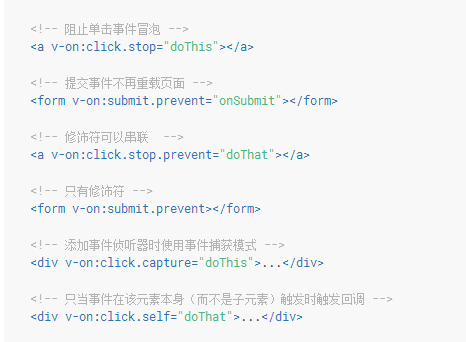 <!-- 阻止单击事件冒泡 -->
<a v-on:click.stop="doThis"></a>
<!-- 提交事件不再重载页面 -->
<form v-on:submit.prevent="onSubmit"></form>
<!-- 修饰符可以串联  -->
<a v-on:click.stop.prevent="doThat"></a>
<!-- 只有修饰符 -->
<form v-on:submit.prevent></form>
<!-- 添加事件侦听器时使用事件捕获模式 -->
<div v-on:click.capture="doThis">...</div>
<!-- 只当事件在该元素本身（而不是子元素）触发时触发回调 -->
<div v-on:click.self="doThat">...</div>